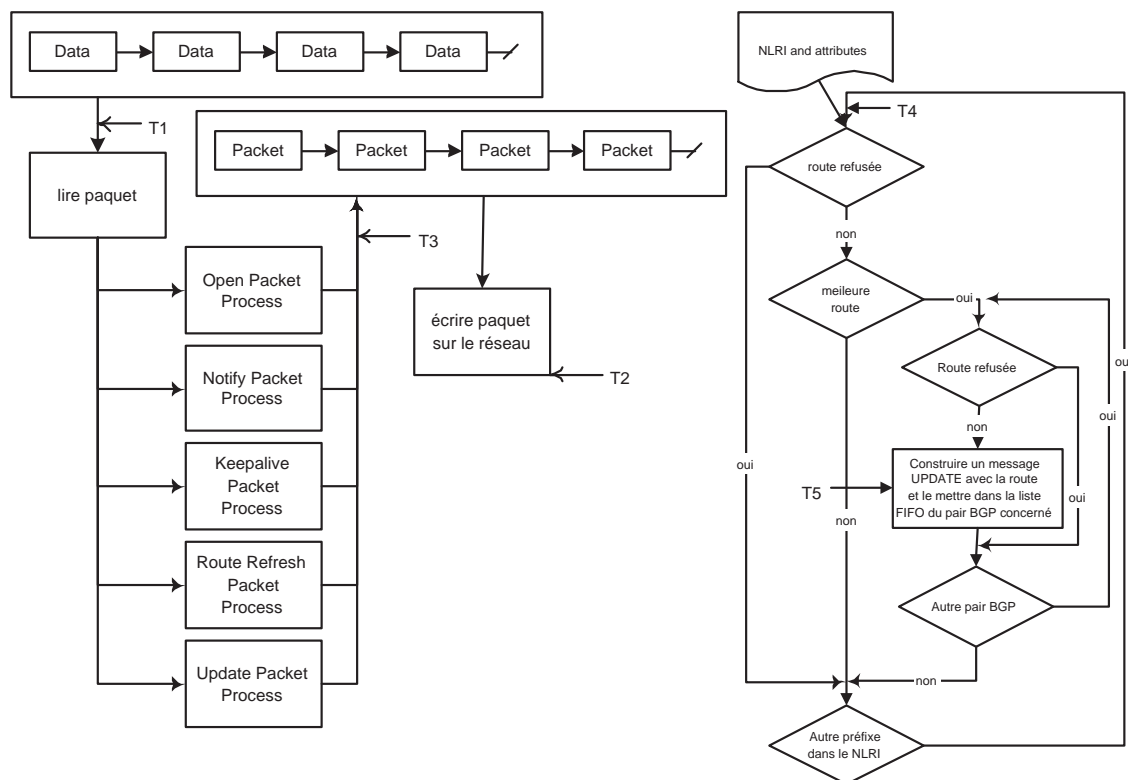 Data
Data
Data
Data
T1
lire paquet
Packet
Packet
Packet
Packet
T3
Open Packet
Process
Notify Packet
Process
Keepalive
Packet
Process
Route Refresh
Packet
Process
Update Packet
Process
écrire paquet
sur le réseau
T2
NLRI and attributes
T4
route refusée
non
meileure
route
oui
Route refusée
oui
ou
non
oui
Construire un message
UPDATE avec la route
et le mettre dans la liste
FIFO du pair BGP concerné
T5
oui
non
Autre pair BGP
non
Autre préfixe
dans le NLRI